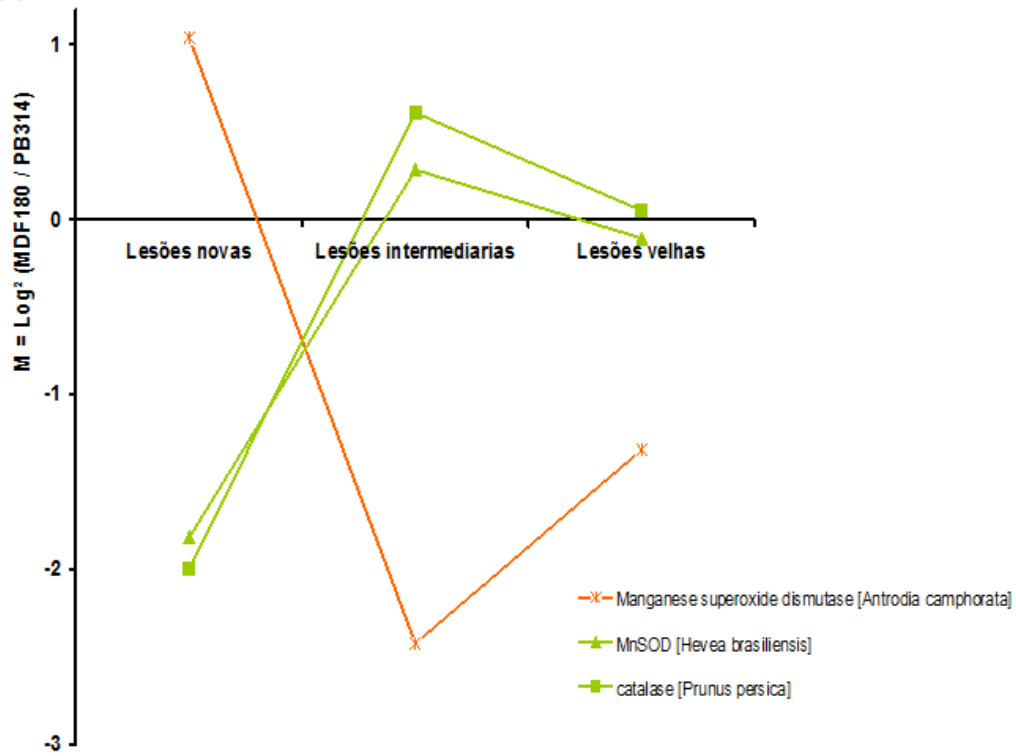 M = Log² (MDF180 / PB314)
1
0
-1
-2
-3
Lesões novas
Lesões intermediarias
Lesões velhas
Manganese superoxide dismutase [Antrodia camphorata]
MnSOD [Hevea brasiliensis]
catalase [Prunus persica]